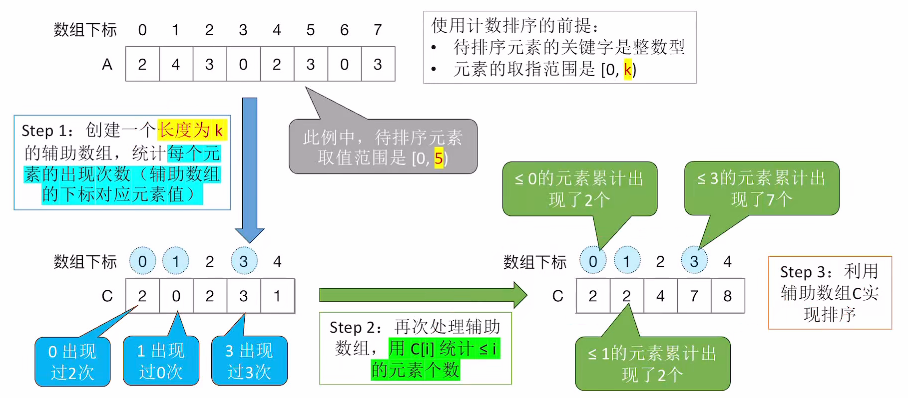 数组下标 0 1 2 3 4 5 6 7
A 2 4 3 0 2 3 0 3
使用计数排序的前提：
• 待排序元素的关键字是整数型
• 元素的取指范围是 [0, k)
此例中，待排序元素
取值范围是 [0, 5)
Step 1：创建一个长度为 k
的辅助数组，统计每个元
素的出现次数（辅助数组
的下标对应元素值）
≤ 0的元素累计出
现了2个
≤ 3的元素累计出
现了7个
数组下标 0 1 2 3 4
C 2 0 2 3 1
0 出现
过2次
1 出现
过0次
3 出现
过3次
Step 2：再次处理辅助
数组，用 C[i] 统计 ≤ i
的元素个数
数组下标 0 1 2 3 4
C 2 2 4 7 8
≤ 1的元素累计出
现了2个
Step 3：利用
辅助数组C实
现排序